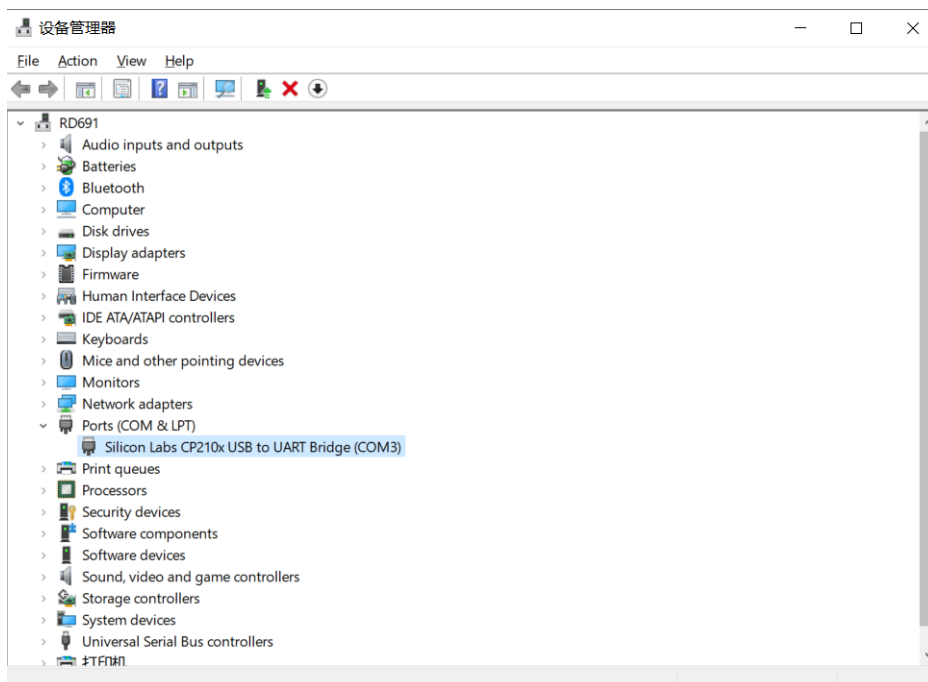 设备管理器
File Action View Help
RD691
Audio inputs and outputs
Batteries
Bluetooth
Computer
Disk drives
Display adapters
Firmware
Human Interface Devices
IDE ATA/ATAPI controllers
Keyboards
Mice and other pointing devices
Monitors
Network adapters
Ports (COM & LPT)
Silicon Labs CP210x USB to UART Bridge (COM3)
Print queues
Processors
Security devices
Software components
Software devices
Sound, video and game controllers
Storage controllers
System devices
Universal Serial Bus controllers
打印机